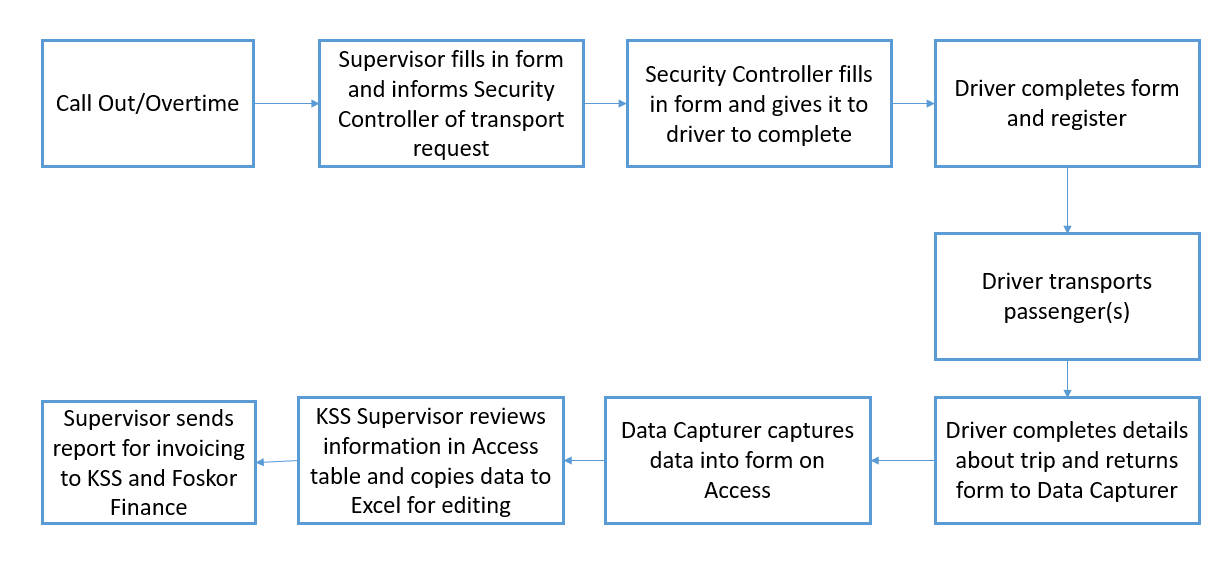 Call Out/Overtime
Supervisor fills in form
and informs Security
Controller of transport
request
Security Controller fills
in form and gives it to
driver to complete
Driver completes form
and register
Driver transports
passenger(s)
Driver completes details
about trip and returns
form to Data Capturer
Data Capturer captures
data into form on
Access
KSS Supervisor reviews
information in Access
table and copies data to
Excel for editing
Supervisor sends
report for invoicing
to KSS and Foskor
Finance